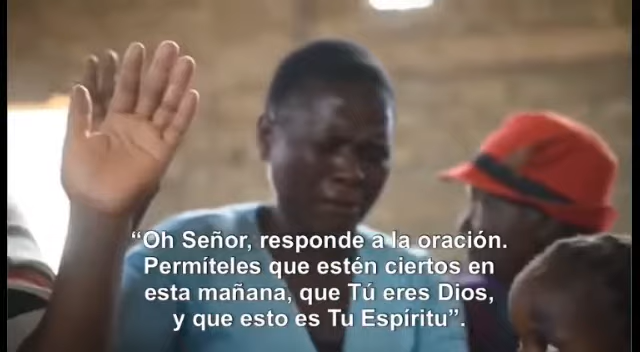 “Oh Señor, responde a la oración.
Permíteles que estén ciertos en
esta mañana, que Tú eres Dios,
y que esto es Tu Espíritu”.